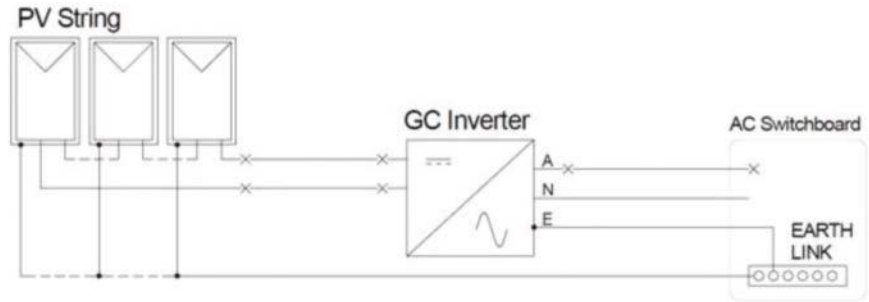 PV String
GC Inverter
AC Switchboard
A
N
E
EARTH
LINK